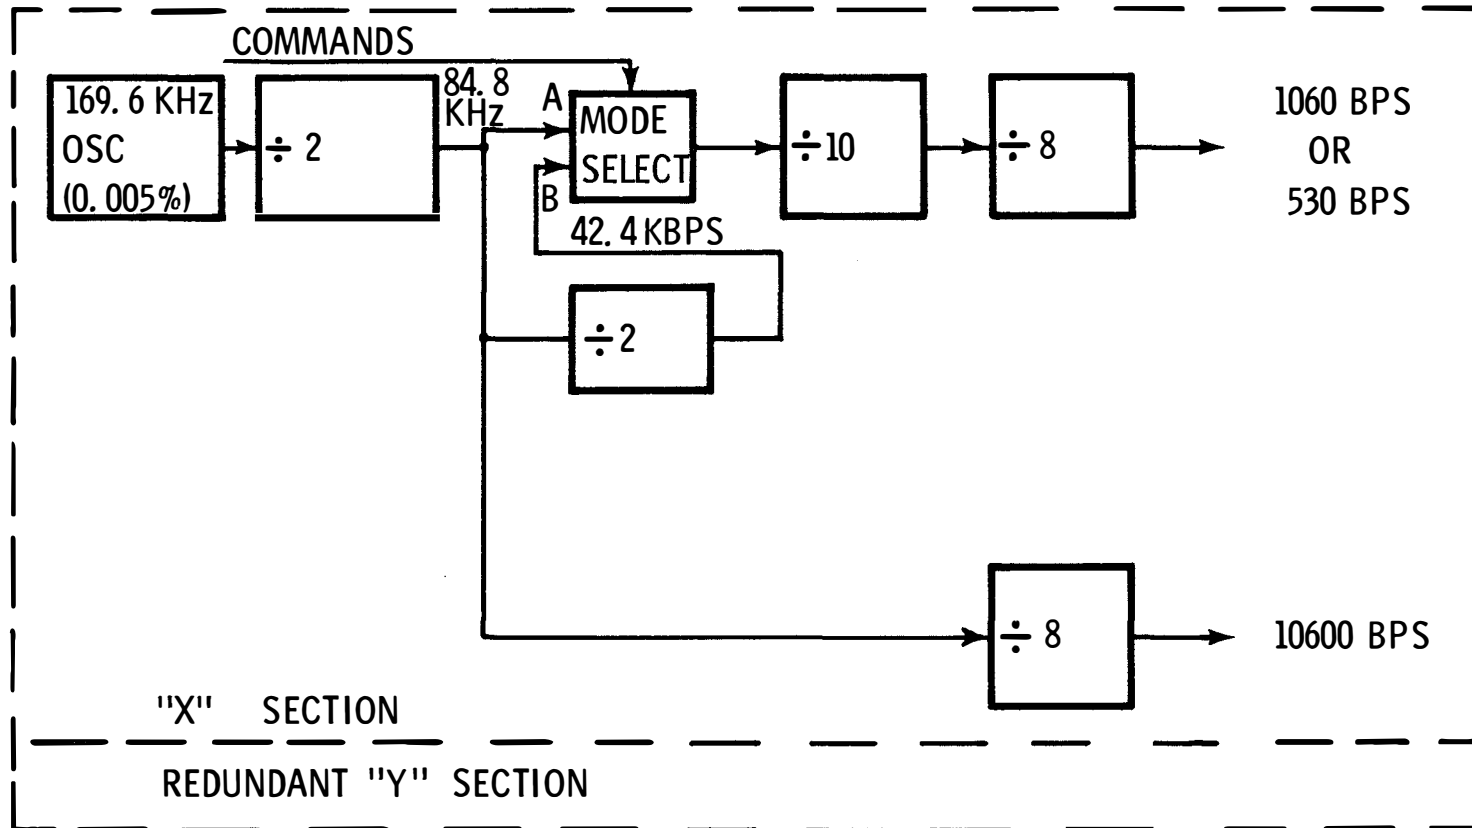 COMMANDS
169.6 KHz
OSC
(0.005%)
÷ 2
84.8
KHz
A
B
MODE
SELECT
÷10
÷ 8
1060 BPS
OR
530 BPS
42.4 KBPS
÷2
÷ 8
10600 BPS
"X" SECTION
REDUNDANT "Y" SECTION